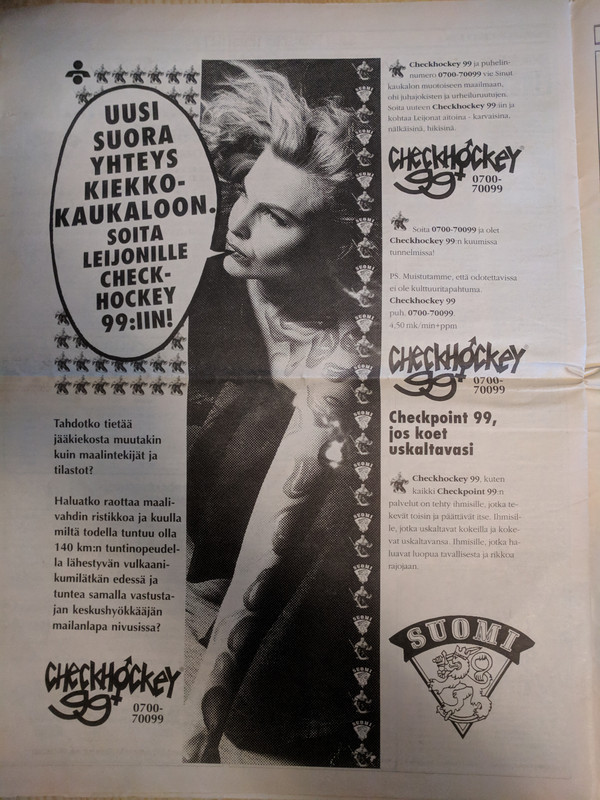 UUSI
SUORA
YHTEYS
KIEKKO-
KAUKALOON.
SOITA
LEIJONILLE
CHECK-
HOCKEY
99:IIN!
Tahdotko tietää
jääkiekosta muutakin
kuin maalintekijät ja
tilastot?
Haluatko raottaa maali-
vahdin ristikkoa ja kuulla
miltä todella tuntuu olla
140 km:n tuntinopeudel-
la lähestyvän vulkaani-
kumilätkän edessä ja
tuntea samalla vastusta-
jan keskushyökkääjän
mailanlapa nivusissa?
CHECKHOCKEY
99+
0700-
70099
Checkhockey 99 ja puhelin-
numero 0700-70099 vie Sinut
kaukalon muotoiseen maailmaan,
ohi juhapukisten ja urheiluruutujen.
Soita uuteen Checkhockey 99:iin ja
kohtaa Leijonat aitoina - karvaisina,
nälkäisinä, hikisinä.
CHECKHOCKEY
99+
0700-
70099
Soita 0700-70099 ja olet
Checkhockey 99:n kuumissa
tunnelmissa!
PS. Muistutamme, että odotettavissa
ei ole kulttuuritapahtuma.
Checkhockey 99
puh. 0700-70099.
4,50 mk/min+ppm
CHECKHOCKEY
99+
0700-
70099
Checkpoint 99,
jos koet
uskaltavasi
Checkhockey 99, kuten
kaikki Checkpoint 99:n
palvelut on tehty ihmisille, jotka te-
kevät toisin ja päättävät itse. Ihmisil-
le, jotka uskaltavat kokeilla ja koke-
vat uskaltavansa. Ihmisille, jotka ha-
luavat luopua tavallisesta ja rikkoa
rajojaan.
SUOMI